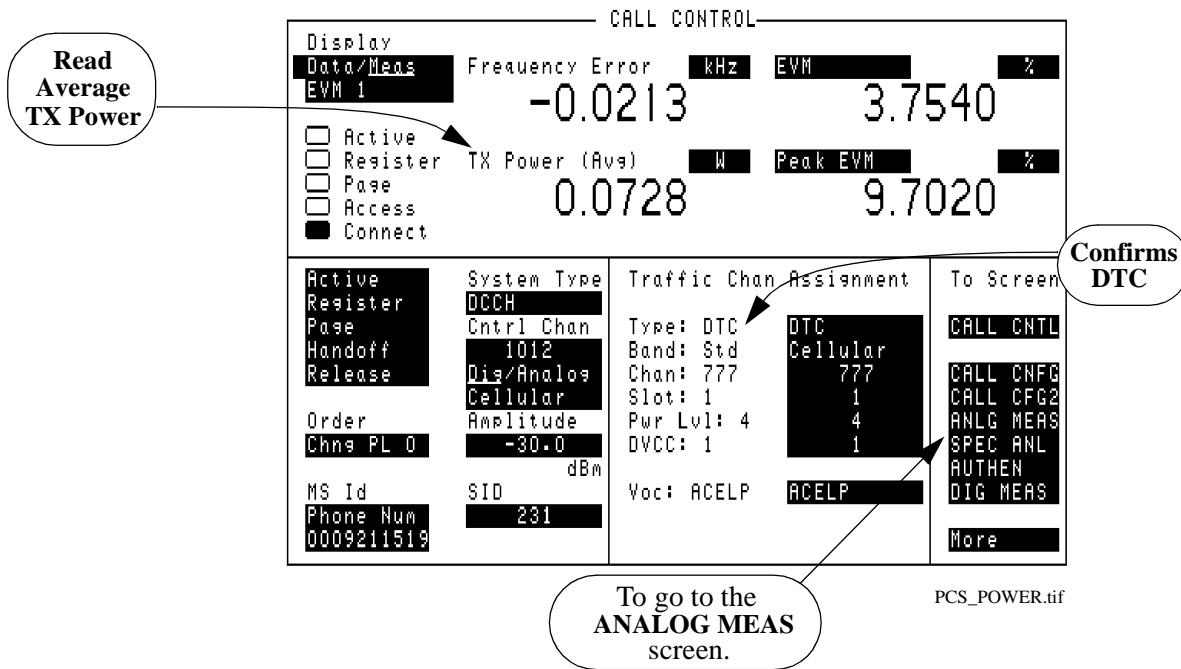 CALL CONTROL
Read
Average
TX Power
Display
Data/Meas
EVM 1
Frequency Error kHz
-0.0213
EVM %
3.7540
Active
Register
Page
Access
Connect
TX Power (Avg) W
0.0728
Peak EVM %
9.7020
Confirms
DTC
Active
Register
Page
Handoff
Release
Order
Chng PL 0
MS Id
Phone Num
0009211519
System Type
DCCH
Cntrl Chan
1012
Dig/Analog
Cellular
Amplitude
-30.0
dBm
SID
231
Traffic Chan Assignment
Type: DTC DTC
Band: Std Cellular
Chan: 777 777
Slot: 1 1
Pwr Lvl: 4 4
DVCC: 1 1
Voc: ACELP ACELP
To Screen
CALL CNTL
CALL CNFG
CALL CFG2
ANLG MEAS
SPEC ANL
AUTHEN
DIG MEAS
More
To go to the
ANALOG MEAS
screen.
PCS_POWER.tif